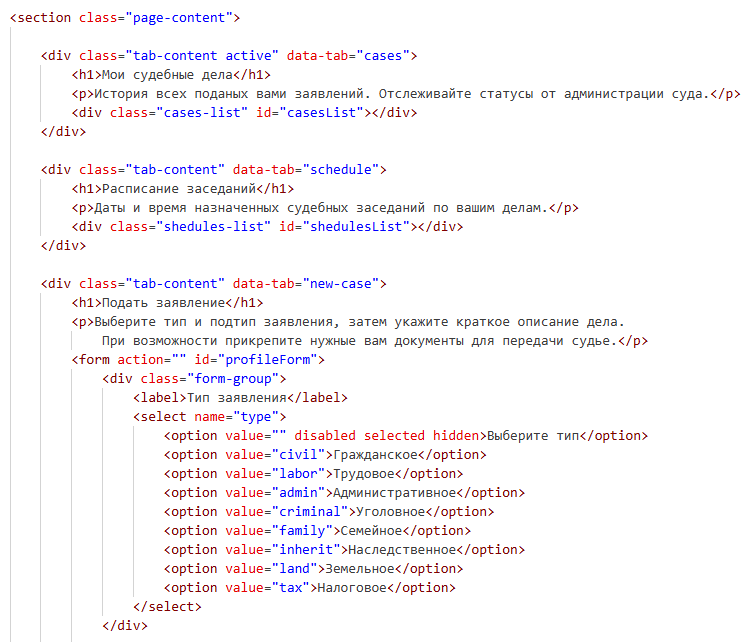 <section class="page-content">
<div class="tab-content active" data-tab="cases">
<h1>Мои судебные дела</h1>
<p>История всех поданых вами заявлений. Отслеживайте статусы от администрации суда.</p>
<div class="cases-list" id="casesList"></div>
</div>
<div class="tab-content" data-tab="schedule">
<h1>Расписание заседаний</h1>
<p>Даты и время назначенных судебных заседаний по вашим делам.</p>
<div class="shedules-list" id="shedulesList"></div>
</div>
<div class="tab-content" data-tab="new-case">
<h1>Подать заявление</h1>
<p>Выберите тип и подтип заявления, затем укажите краткое описание дела.
При возможности прикрепите нужные вам документы для передачи судье.</p>
<form action="" id="profileForm">
<div class="form-group">
<label>Тип заявления</label>
<select name="type">
<option value="" disabled selected hidden>Выберите тип</option>
<option value="civil">Гражданское</option>
<option value="labor">Трудовое</option>
<option value="admin">Административное</option>
<option value="criminal">Уголовное</option>
<option value="family">Семейное</option>
<option value="inherit">Наследственное</option>
<option value="land">Земельное</option>
<option value="tax">Налоговое</option>
</select>
</div>